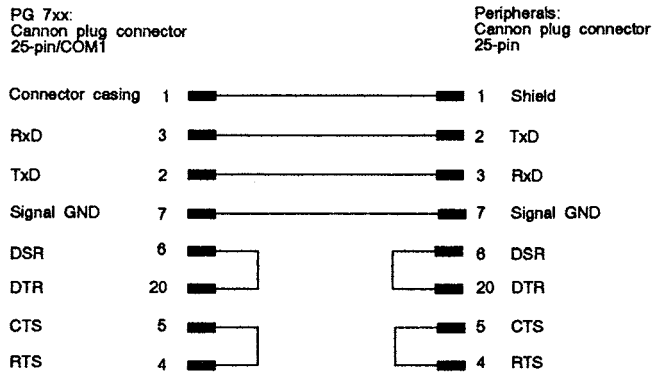 PG 7xx:
Cannon plug connector
25-pin/COM1
Peripherals:
Cannon plug connector
25-pin
Connector casing 1 1 Shield
RxD 3 2 TxD
TxD 2 3 RxD
Signal GND 7 7 Signal GND
DSR 6 6 DSR
DTR 20 20 DTR
CTS 5 5 CTS
RTS 4 4 RTS